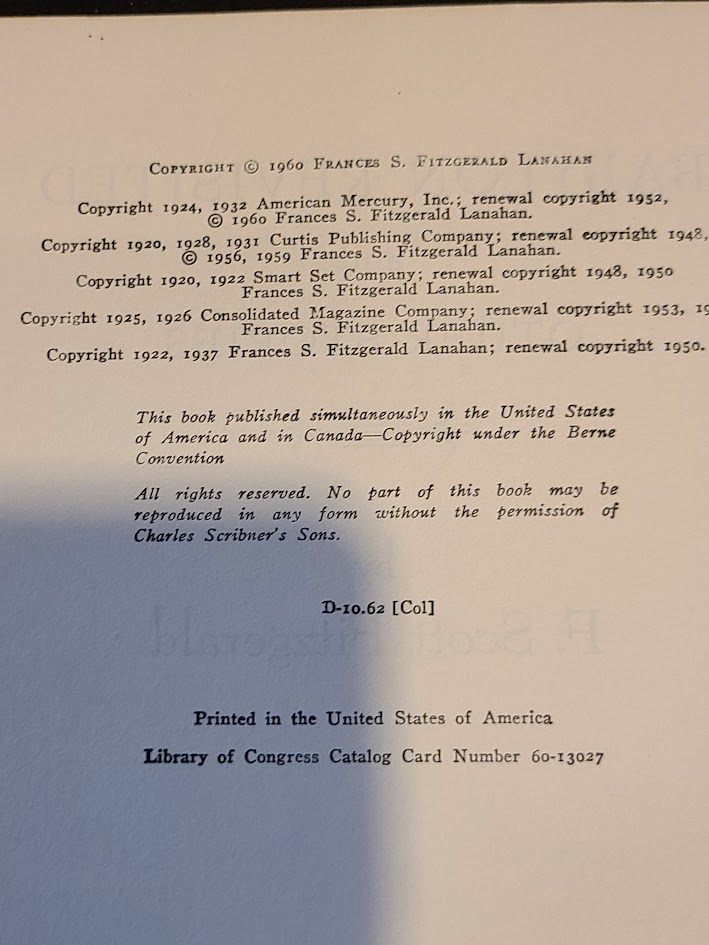 COPYRIGHT © 1960 FRANCES S. FITZGERALD LANAHAN
Copyright 1924, 1932 American Mercury, Inc.; renewal copyright 1952,
© 1960 Frances S. Fitzgerald Lanahan.
Copyright 1920, 1928, 1931 Curtis Publishing Company; renewal copyright 1948,
© 1956, 1959 Frances S. Fitzgerald Lanahan.
Copyright 1920, 1922 Smart Set Company; renewal copyright 1948, 1950
Frances S. Fitzgerald Lanahan.
Copyright 1925, 1926 Consolidated Magazine Company; renewal copyright 1953,
Frances S. Fitzgerald Lanahan.
Copyright 1922, 1937 Frances S. Fitzgerald Lanahan; renewal copyright 1950.
This book published simultaneously in the United States
of America and in Canada—Copyright under the Berne
Convention
All rights reserved. No part of this book may be
reproduced in any form without the permission of
Charles Scribner's Sons.
D-10.62 [Col]
F. Scott Fitzgerald
Printed in the United States of America
Library of Congress Catalog Card Number 60-13027